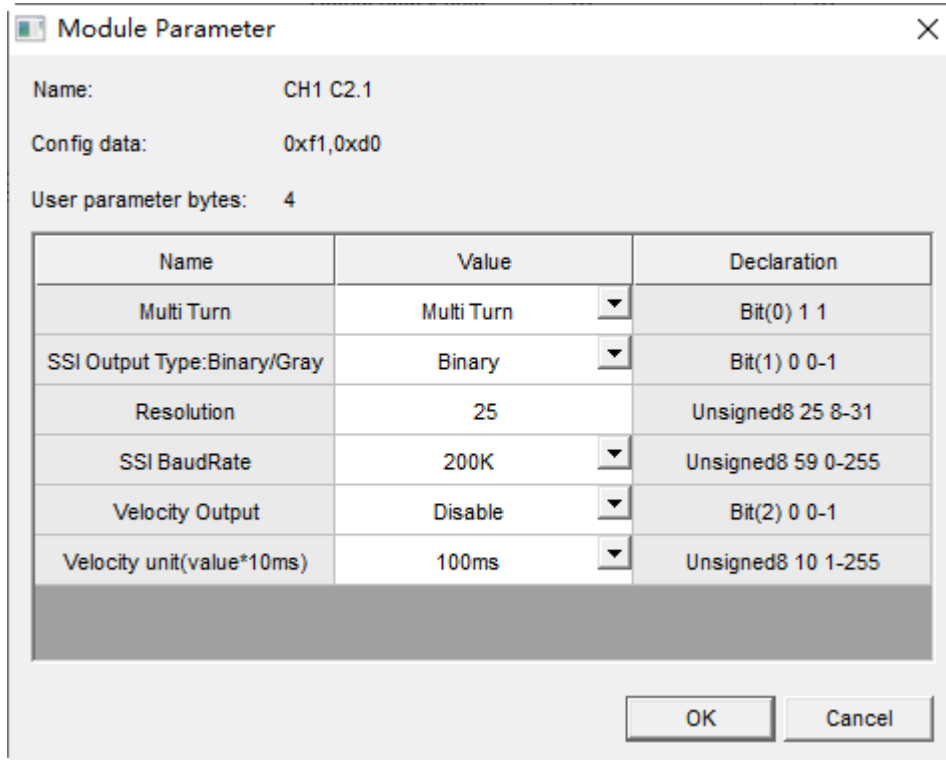 Module Parameter
Name: CH1 C2.1
Config data: 0xf1,0xd0
User parameter bytes: 4
Name Value Declaration
Multi Turn Multi Turn Bit(0) 1 1
SSI Output Type:Binary/Gray Binary Bit(1) 0 0-1
Resolution 25 Unsigned8 25 8-31
SSI BaudRate 200K Unsigned8 59 0-255
Velocity Output Disable Bit(2) 0 0-1
Velocity unit(value*10ms) 100ms Unsigned8 10 1-255
OK Cancel